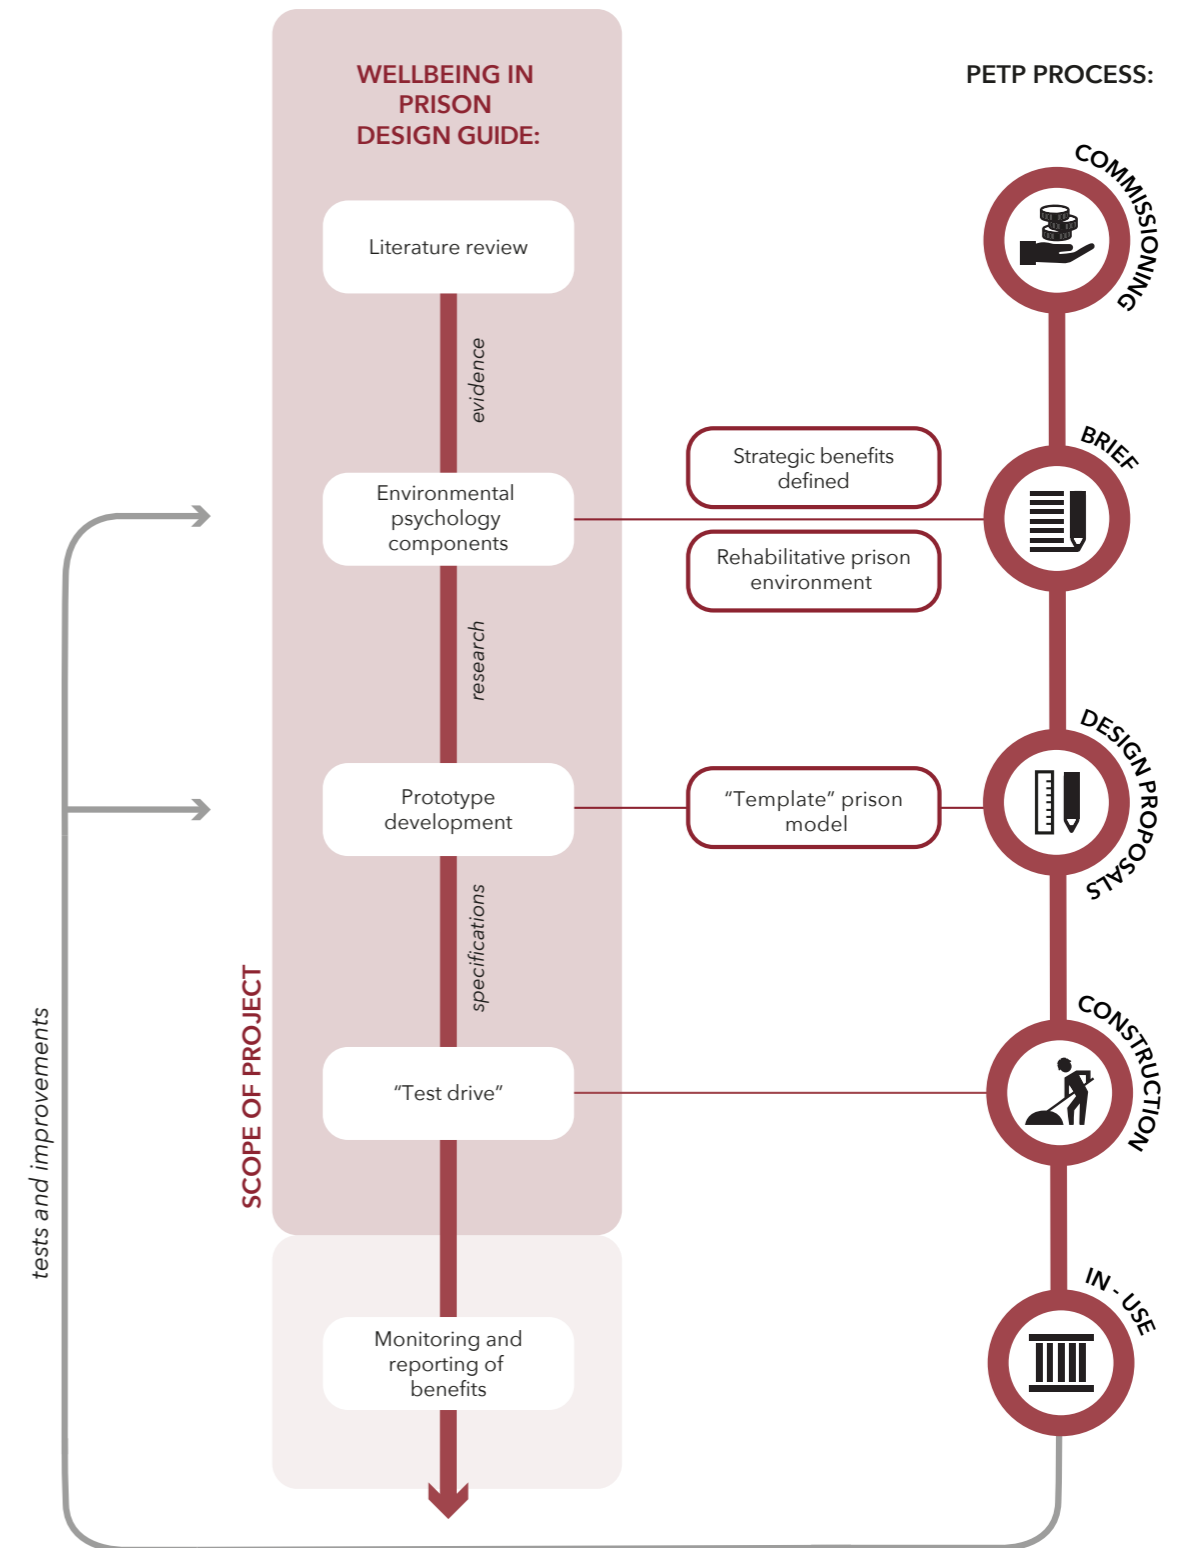 WELLBEING IN
PRISON
DESIGN GUIDE:
PETP PROCESS:
COMMISSIONING
Literature review
evidence
BRIEF
Strategic benefits
defined
Environmental
psychology
components
Rehabilitative prison
environment
research
DESIGN PROPOSALS
Prototype
development
“Template” prison
model
specifications
SCOPE OF PROJECT
tests and improvements
CONSTRUCTION
“Test drive”
IN - USE
Monitoring and
reporting of
benefits